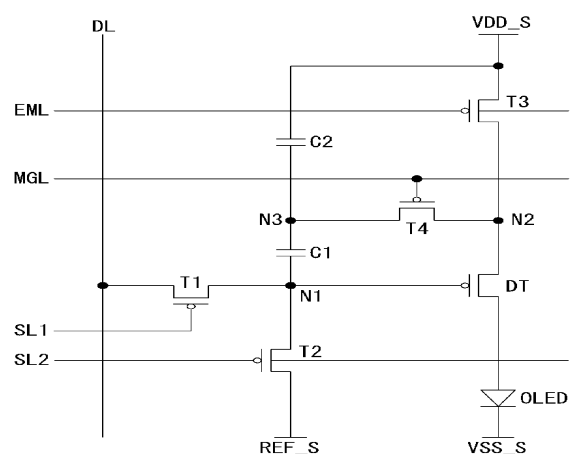 DL
VDD_S
EML
T3
C2
MGL
N3
N2
T4
C1
T1
N1
DT
SL1
SL2
T2
OLED
REF_S
VSS_S